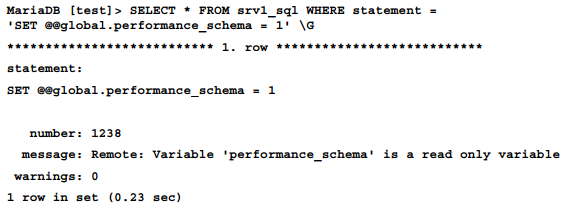 MariaDB [test]> SELECT * FROM srv1_sql WHERE statement =
'SET @@global.performance_schema = 1' \G
*************************** 1. row ***************************
statement:
SET @@global.performance_schema = 1
number: 1238
message: Remote: Variable 'performance_schema' is a read only variable
warnings: 0
1 row in set (0.23 sec)